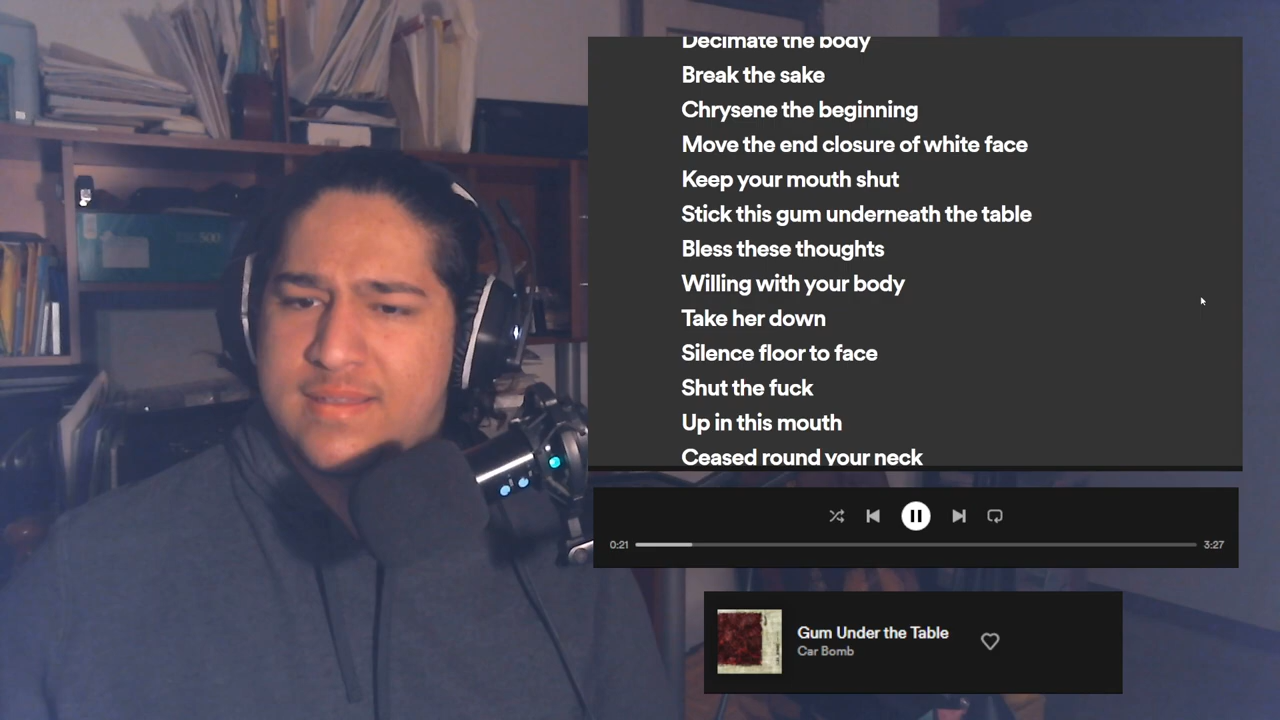 Decimate the body
Break the sake
Chrysene the beginning
Move the end closure of white face
Keep your mouth shut
Stick this gum underneath the table
Bless these thoughts
Willing with your body
Take her down
Silence floor to face
Shut the fuck
Up in this mouth
Ceased round your neck
0:21
3:27
Gum Under the Table
Car Bomb